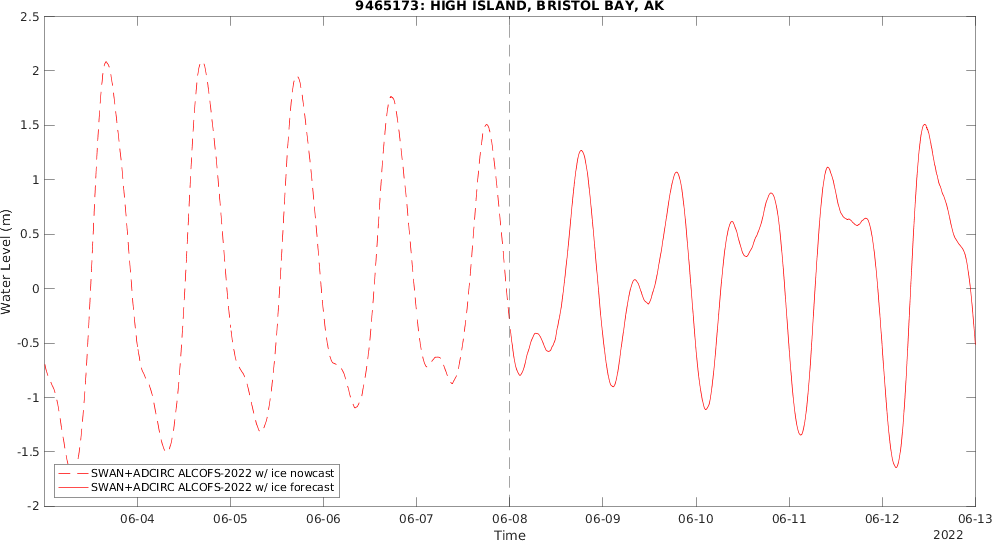 9465173: HIGH ISLAND, BRISTOL BAY, AK
2.5
2
1.5
1
0.5
0
-0.5
-1
-1.5
-2
Water Level (m)
SWAN+ADCIRC ALCOFS-2022 w/ ice nowcast
SWAN+ADCIRC ALCOFS-2022 w/ ice forecast
06-04 06-05 06-06 06-07 06-08 06-09 06-10 06-11 06-12 06-13
Time
2022